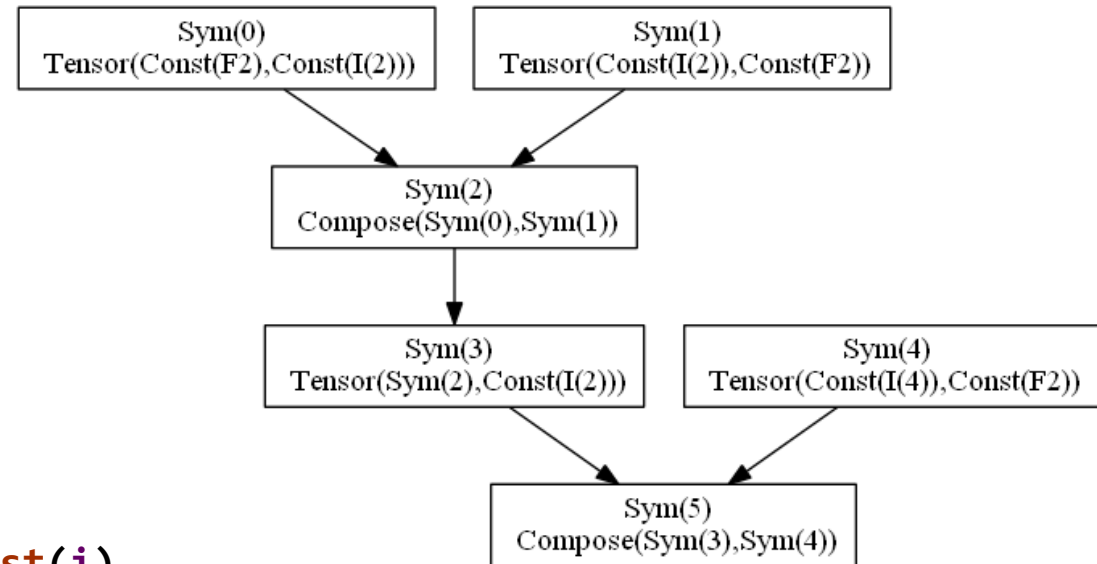 Sym(0)
Tensor(Const(F2),Const(I(2)))
Sym(1)
Tensor(Const(I(2)),Const(F2))
Sym(2)
Compose(Sym(0),Sym(1))
Sym(3)
Tensor(Sym(2),Const(I(2)))
Sym(4)
Tensor(Const(I(4)),Const(F2))
Sym(5)
Compose(Sym(3),Sym(4))
st(i)